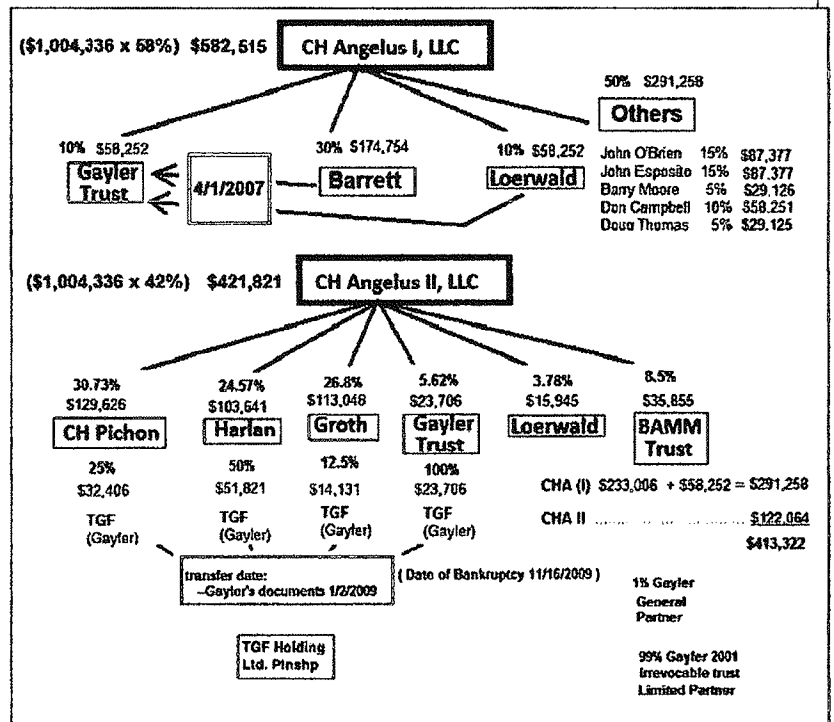 ($1,004,336 x 58%) $582,515
CH Angelus I, LLC
50% $291,258
Others
10% $58,252
Gayler
Trust
4/1/2007
30% $174,754
Barrett
10% $58,252
Loerwald
John O'Brien 15% $87,377
John Esposito 15% $87,377
Barry Moore 5% $29.126
Don Campbell 10% $58.251
Doug Thomas 5% $29.125
($1,004,336 x 42%) $421,821
CH Angelus II, LLC
30.73%
$129,626
CH Pichon
25%
$32,406
TGF
(Gayler)
24.57%
$103,641
Harlan
50%
$51,821
TGF
(Gayler)
26.8%
$113,048
Groth
12.5%
$14,131
TGF
(Gayler)
5.62%
$23,706
Gayler
Trust
100%
$23,706
TGF
(Gayler)
3.78%
$15,945
Loerwald
8.5%
$35,855
BAMM
Trust
CHA (I) $233,006 + $58,252 = $291,258
CHA II ... $122,064
$413,322
transfer date:
--Gayler's documents 1/2/2009
( Date of Bankruptcy 11/16/2009 )
TGF Holding
Ltd. Ptnshp
1% Gayler
General
Partner
99% Gayler 2001
Irrevocable trust
Limited Partner